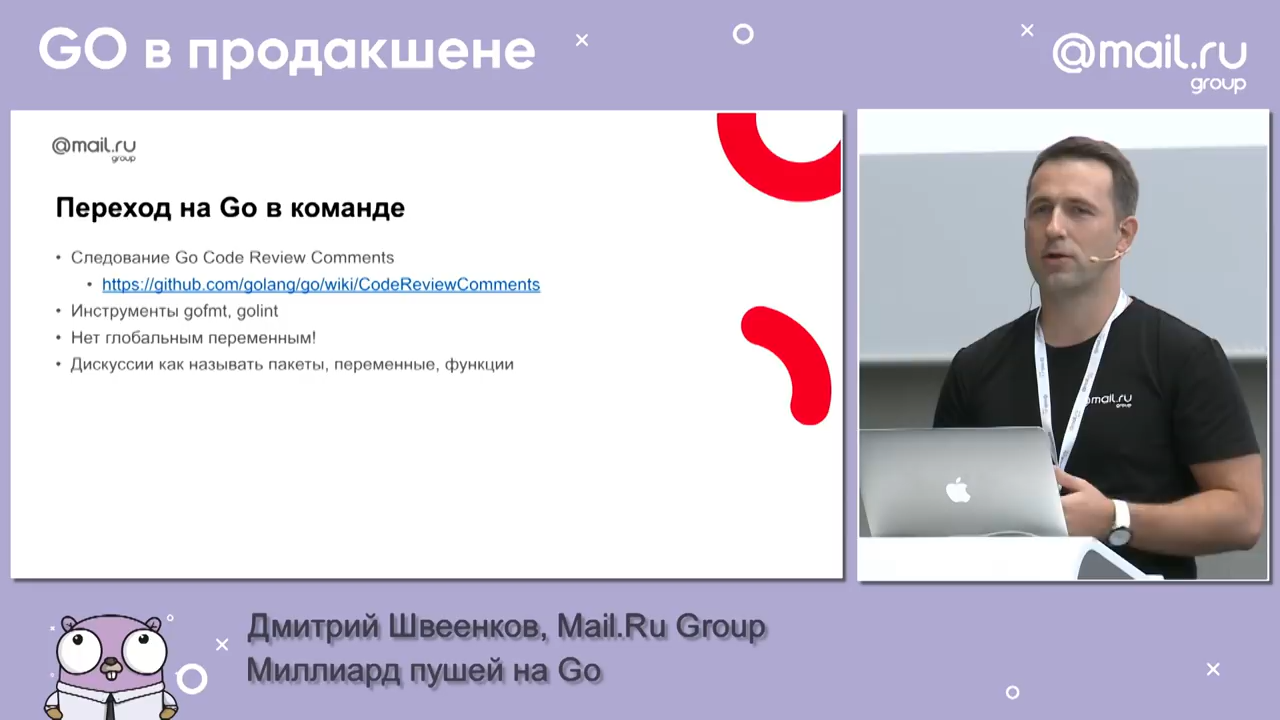 GO в продакшене
@mail.ru
group
@mail.ru
group
Переход на Go в команде
• Следование Go Code Review Comments
• https://github.com/golang/go/wiki/CodeReviewComments
• Инструменты gofmt, golint
• Нет глобальным переменным!
• Дискуссии как называть пакеты, переменные, функции
@mail.ru
group
Дмитрий Швеенков, Mail.Ru Group
Миллиард пушей на Go